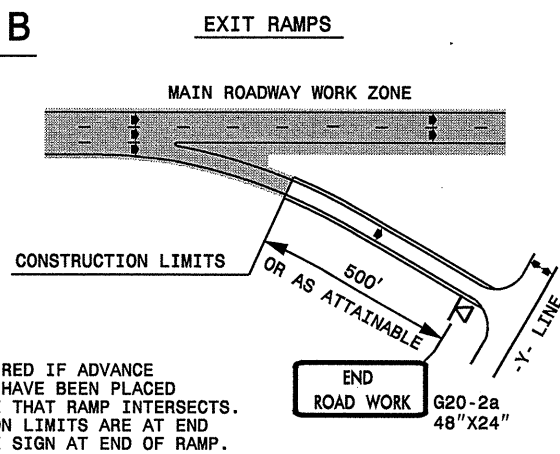 B
EXIT RAMPS
MAIN ROADWAY WORK ZONE
CONSTRUCTION LIMITS
500'
OR AS ATTAINABLE
-Y- LINE
END
ROAD WORK
G20-2a
48"X24"
RED IF ADVANCE
HAVE BEEN PLACED
THAT RAMP INTERSECTS.
ON LIMITS ARE AT END
SIGN AT END OF RAMP.